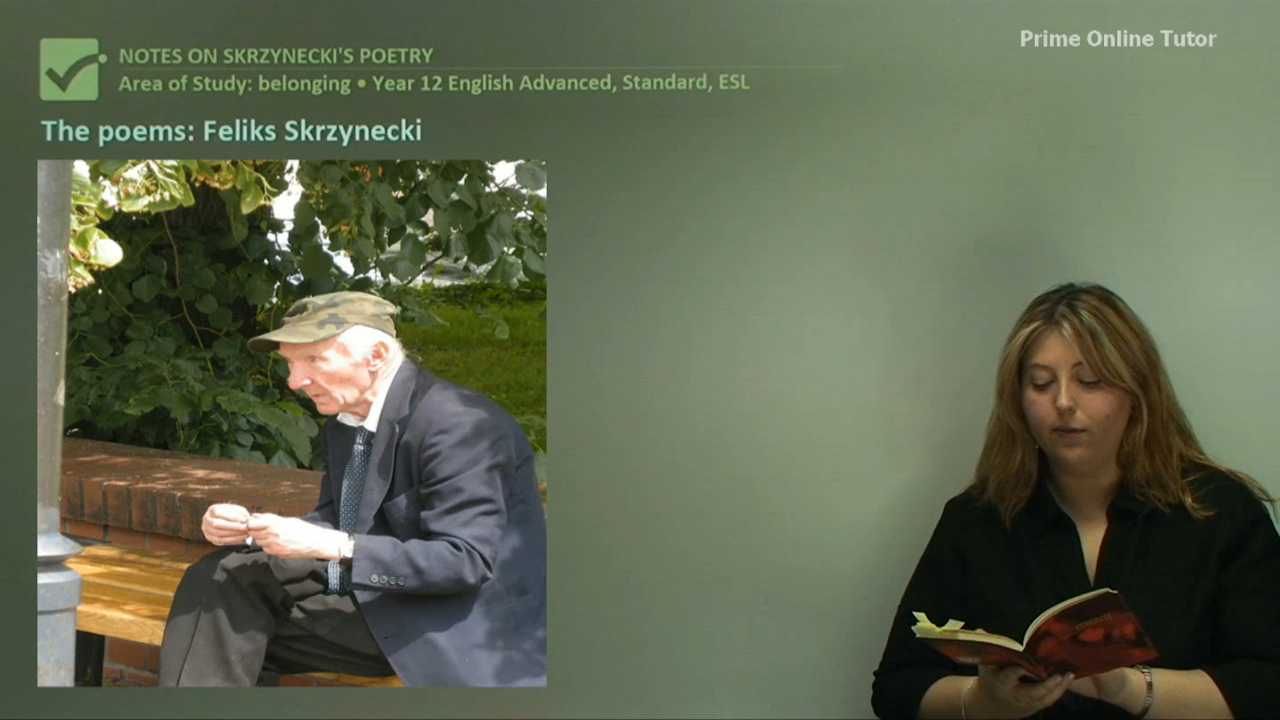 Prime Online Tutor
NOTES ON SKRZYNECKI'S POETRY
Area of Study: belonging • Year 12 English Advanced, Standard, ESL
The poems: Feliks Skrzynecki